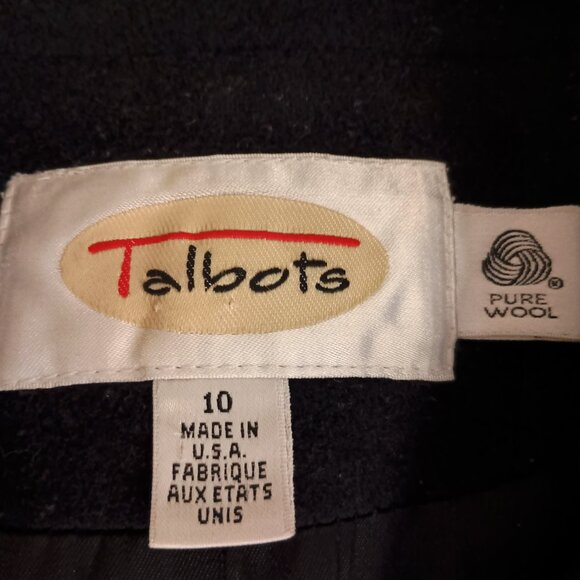 Talbots
PURE
WOOL
®
10
MADE IN
U.S.A.
FABRIQUE
AUX ETATS
UNIS